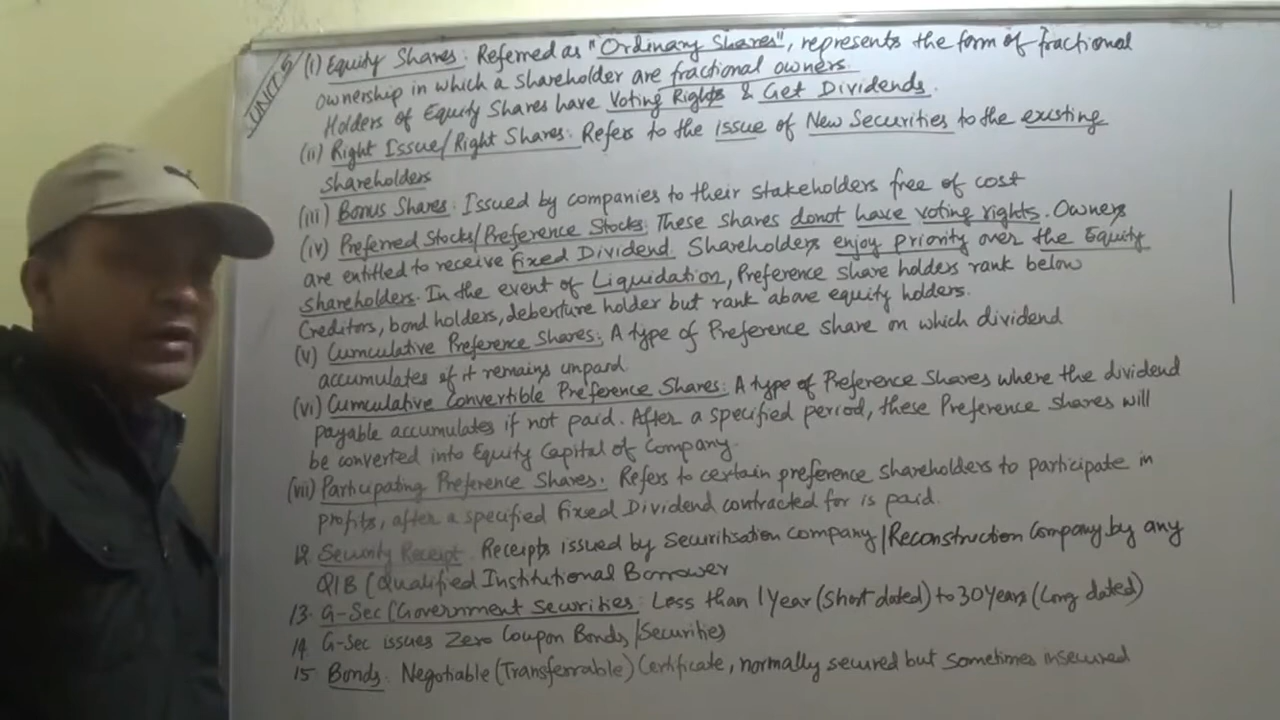 UNIT 5
(i) Equity Shares: Referred as "Ordinary Shares", represents the form of fractional
ownership in which a shareholder are fractional owners.
Holders of Equity Shares have Voting Rights & Get Dividends.
(ii) Right Issue/Right Shares: Refers to the issue of New Securities to the existing
shareholders
(iii) Bonus Shares: Issued by companies to their stakeholders free of cost
(iv) Preferred Stocks/Preference Stocks: These shares donot have voting rights. Owners
are entitled to receive fixed Dividend. Shareholders enjoy priority over the Equity
shareholders. In the event of Liquidation, Preference share holders rank below
Creditors, bond holders, debenture holder but rank above equity holders.
(v) Cumculative Preference Shares: A type of Preference share on which dividend
accumulates if it remains unpaid.
(vi) Cumculative Convertible Preference Shares: A type of Preference Shares where the dividend
payable accumulates if not paid. After a specified period, these Preference shares will
be converted into Equity Capital of Company.
(vii) Participating Preference Shares. Refers to certain preference shareholders to participate in
profits, after a specified Fixed Dividend contracted for is paid.
12. Security Receipt. Receipts issued by Securitisation company/Reconstruction Company by any
QIB (Qualified Institutional Borrower
13. G-Sec (Government Securities: Less than 1 Year (Short dated) to 30 Years (Long dated)
14 G-Sec issues Zero Coupon Bonds/Securities
15 Bonds: Negotiable (Transferrable) Certificate, normally secured but sometimes insecured